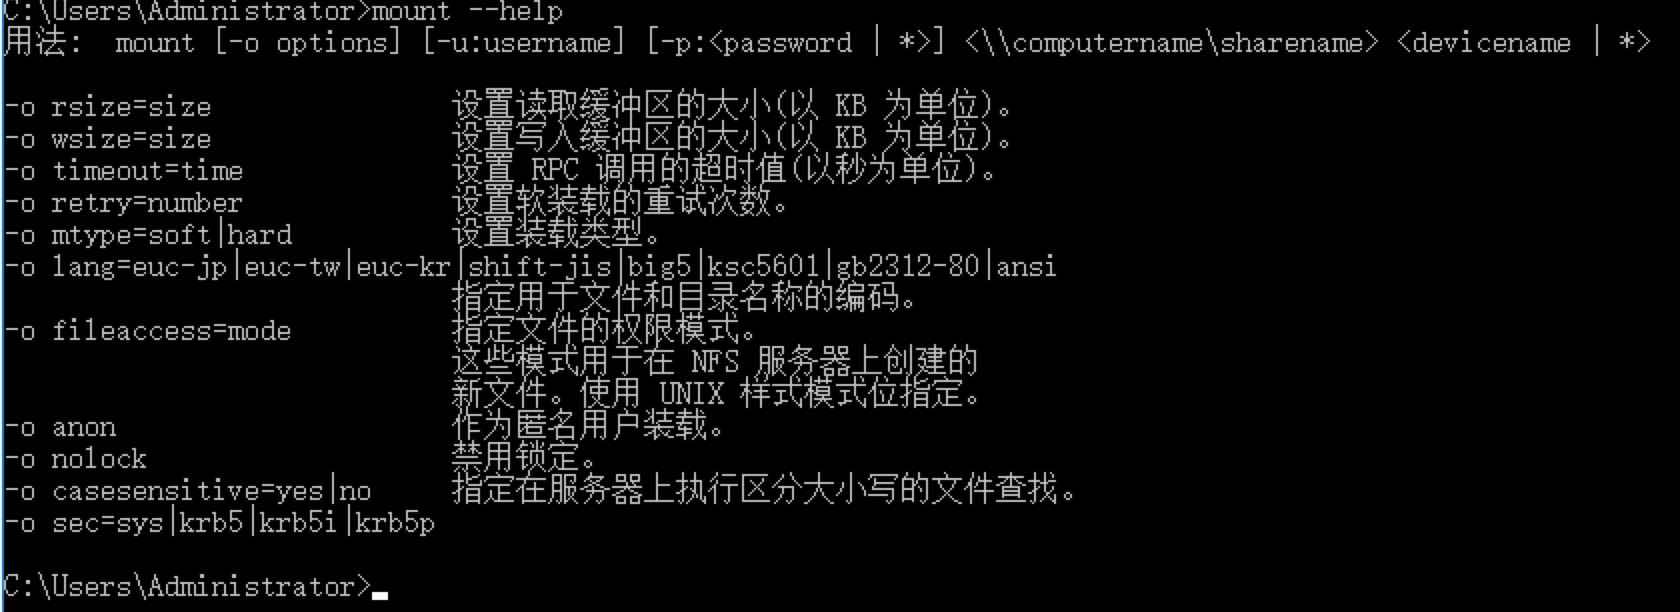 C:\Users\Administrator>mount --help
用法:  mount [-o options] [-u:username] [-p:<password | *>] <\\computername\sharename> <devicename | *>
-o rsize=size               设置读取缓冲区的大小(以 KB 为单位)。
-o wsize=size               设置写入缓冲区的大小(以 KB 为单位)。
-o timeout=time             设置 RPC 调用的超时值(以秒为单位)。
-o retry=number             设置软装载的重试次数。
-o mtype=soft|hard          设置装载类型。
-o lang=euc-jp|euc-tw|euc-kr|shift-jis|big5|ksc5601|gb2312-80|ansi
指定用于文件和目录名称的编码。
-o fileaccess=mode          指定文件的权限模式。
这些模式用于在 NFS 服务器上创建的
新文件。使用 UNIX 样式模式位指定。
-o anon                     作为匿名用户装载。
-o nolock                   禁用锁定。
-o casesensitive=yes|no     指定在服务器上执行区分大小写的文件查找。
-o sec=sys|krb5|krb5i|krb5p
C:\Users\Administrator>